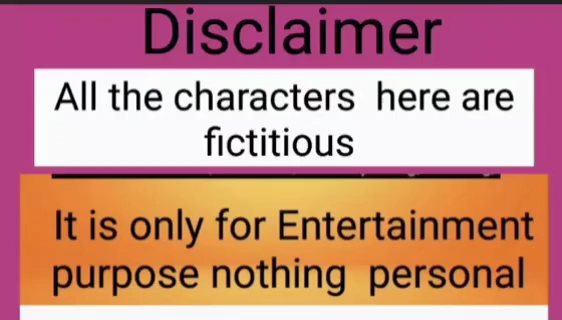 Disclaimer
All the characters here are
fictitious
It is only for Entertainment
purpose nothing personal